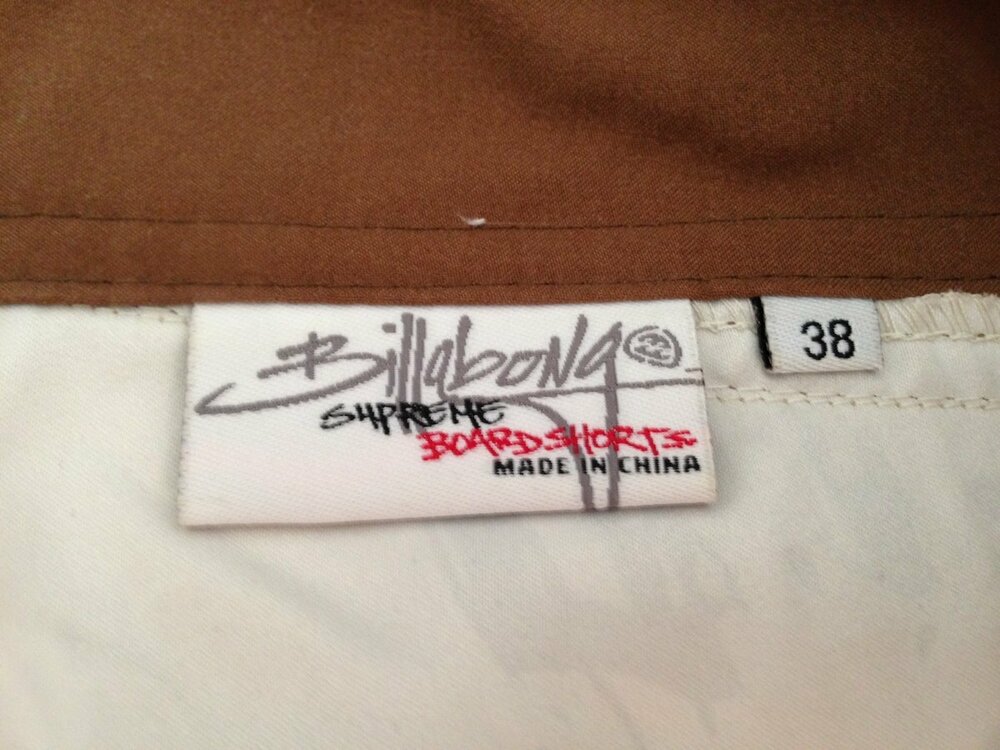 Billabong
SUPREME
BOARDSHORTS
MADE IN CHINA
38